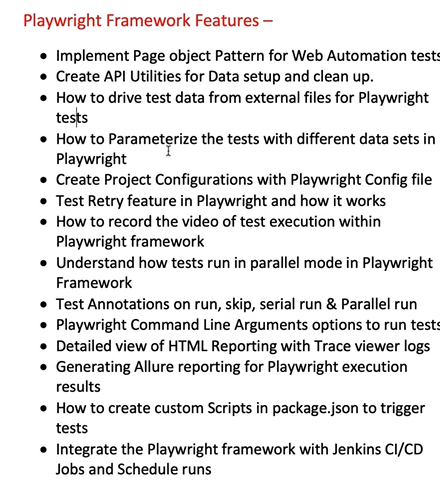 Playwright Framework Features –
• Implement Page object Pattern for Web Automation tests
• Create API Utilities for Data setup and clean up.
• How to drive test data from external files for Playwright
tests
• How to Parameterize the tests with different data sets in
Playwright
• Create Project Configurations with Playwright Config file
• Test Retry feature in Playwright and how it works
• How to record the video of test execution within
Playwright framework
• Understand how tests run in parallel mode in Playwright
Framework
• Test Annotations on run, skip, serial run & Parallel run
• Playwright Command Line Arguments options to run tests
• Detailed view of HTML Reporting with Trace viewer logs
• Generating Allure reporting for Playwright execution
results
• How to create custom Scripts in package.json to trigger
tests
• Integrate the Playwright framework with Jenkins CI/CD
Jobs and Schedule runs